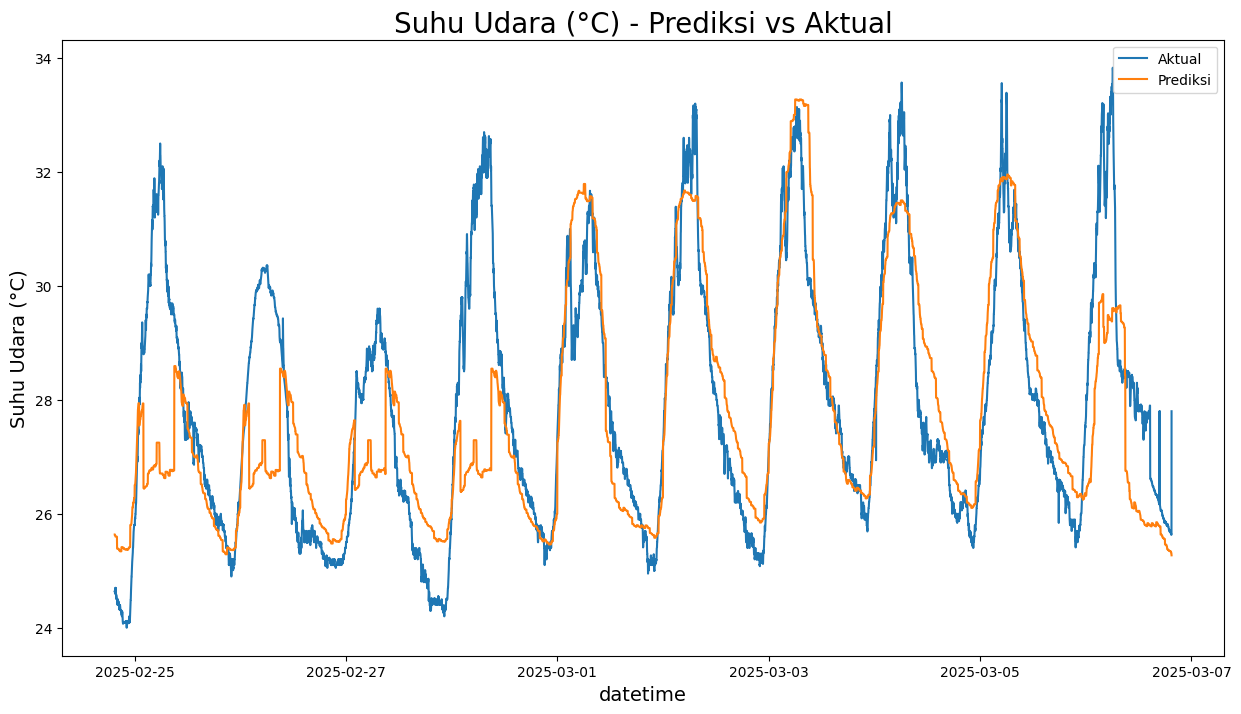 Suhu Udara (°C) - Prediksi vs Aktual
Aktual
Prediksi
Suhu Udara (°C)
34
32
30
28
26
24
2025-02-25
2025-02-27
2025-03-01
2025-03-03
2025-03-05
2025-03-07
datetime